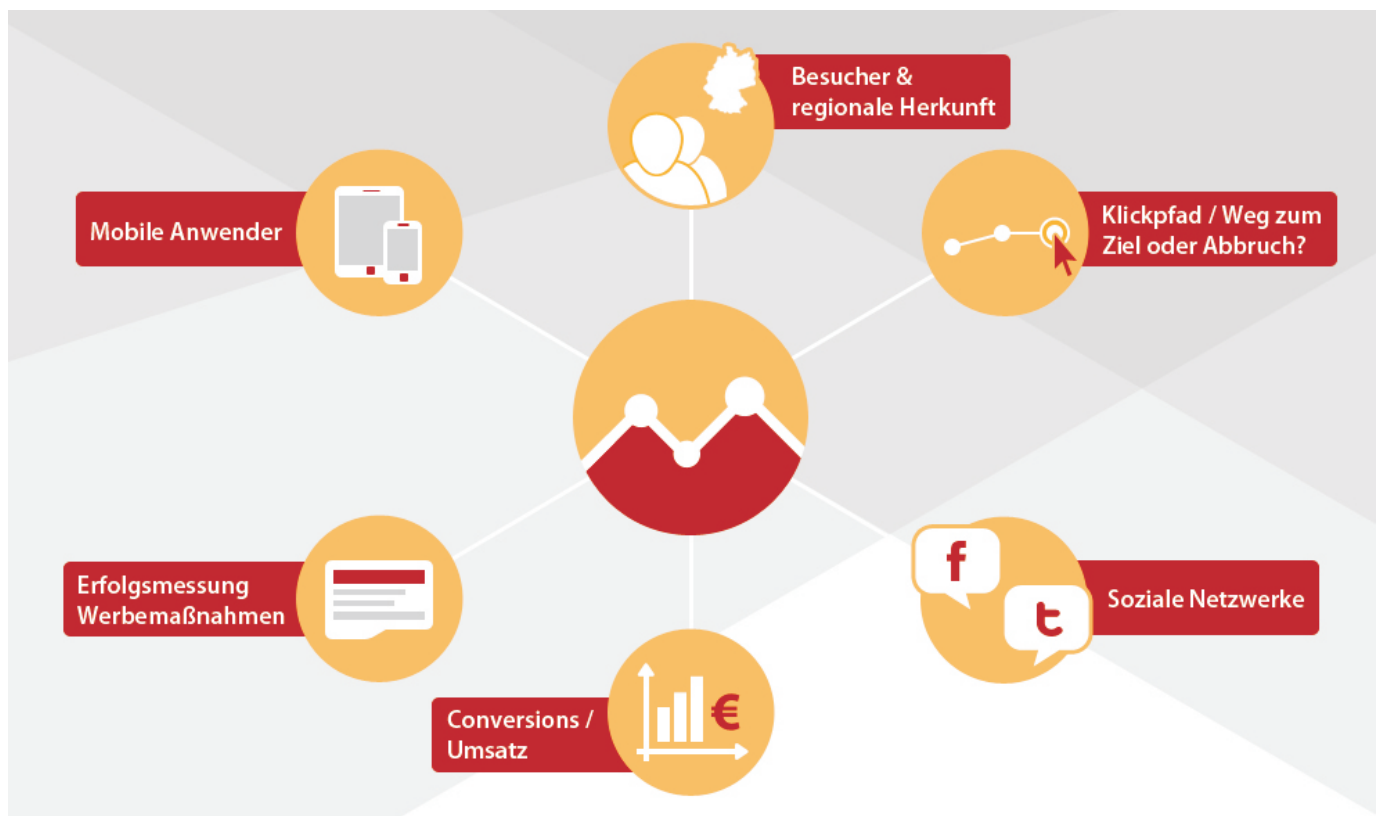 Besucher &
regionale Herkunft
Mobile Anwender
Klickpfad / Weg zum
Ziel oder Abbruch?
Erfolgsmessung
Werbemaßnahmen
f
t
Soziale Netzwerke
Conversions /
Umsatz
€